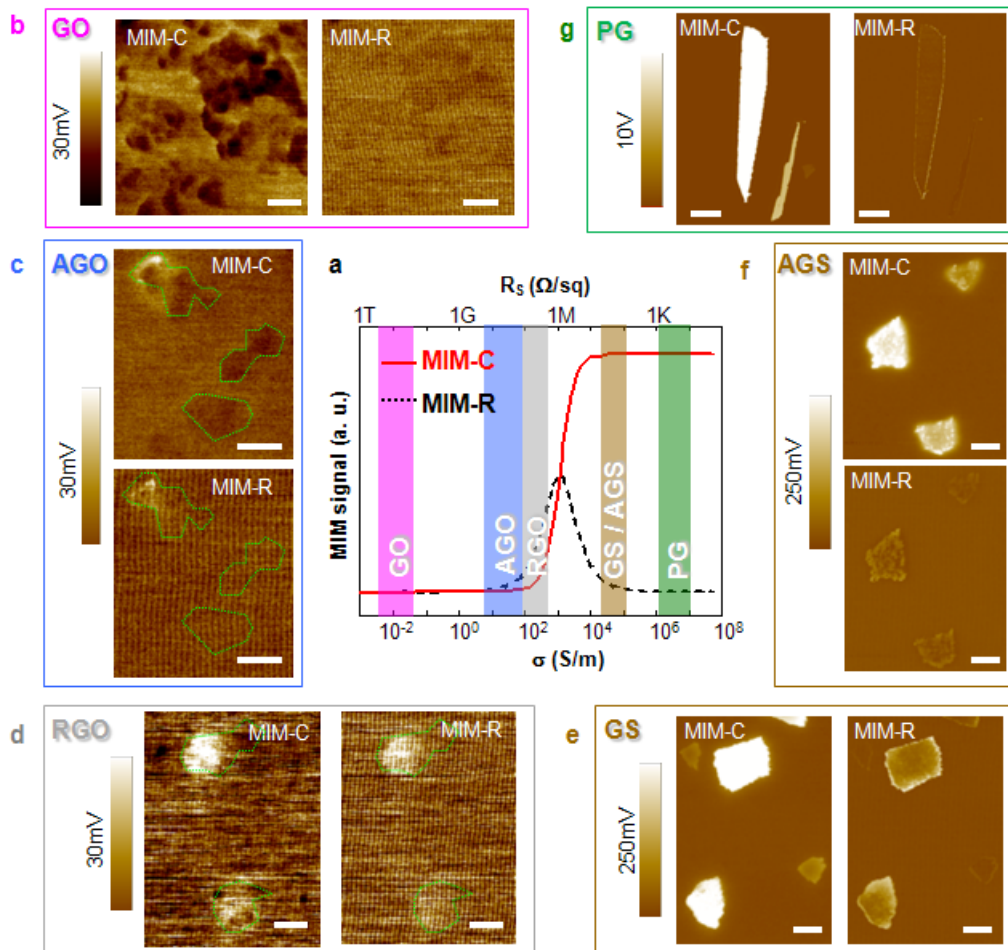 b GO
MIM-C
MIM-R
30mV
g PG
MIM-C
MIM-R
10V
c AGO
MIM-C
MIM-R
30mV
a
R_S (Ω/sq)
1T 1G 1M 1K
MIM-C
MIM-R
MIM signal (a. u.)
GO
AGO
RGO
GS / AGS
PG
10^-2 10^0 10^2 10^4 10^6 10^8
σ (S/m)
f AGS
MIM-C
MIM-R
250mV
d RGO
MIM-C
MIM-R
30mV
e GS
MIM-C
MIM-R
250mV